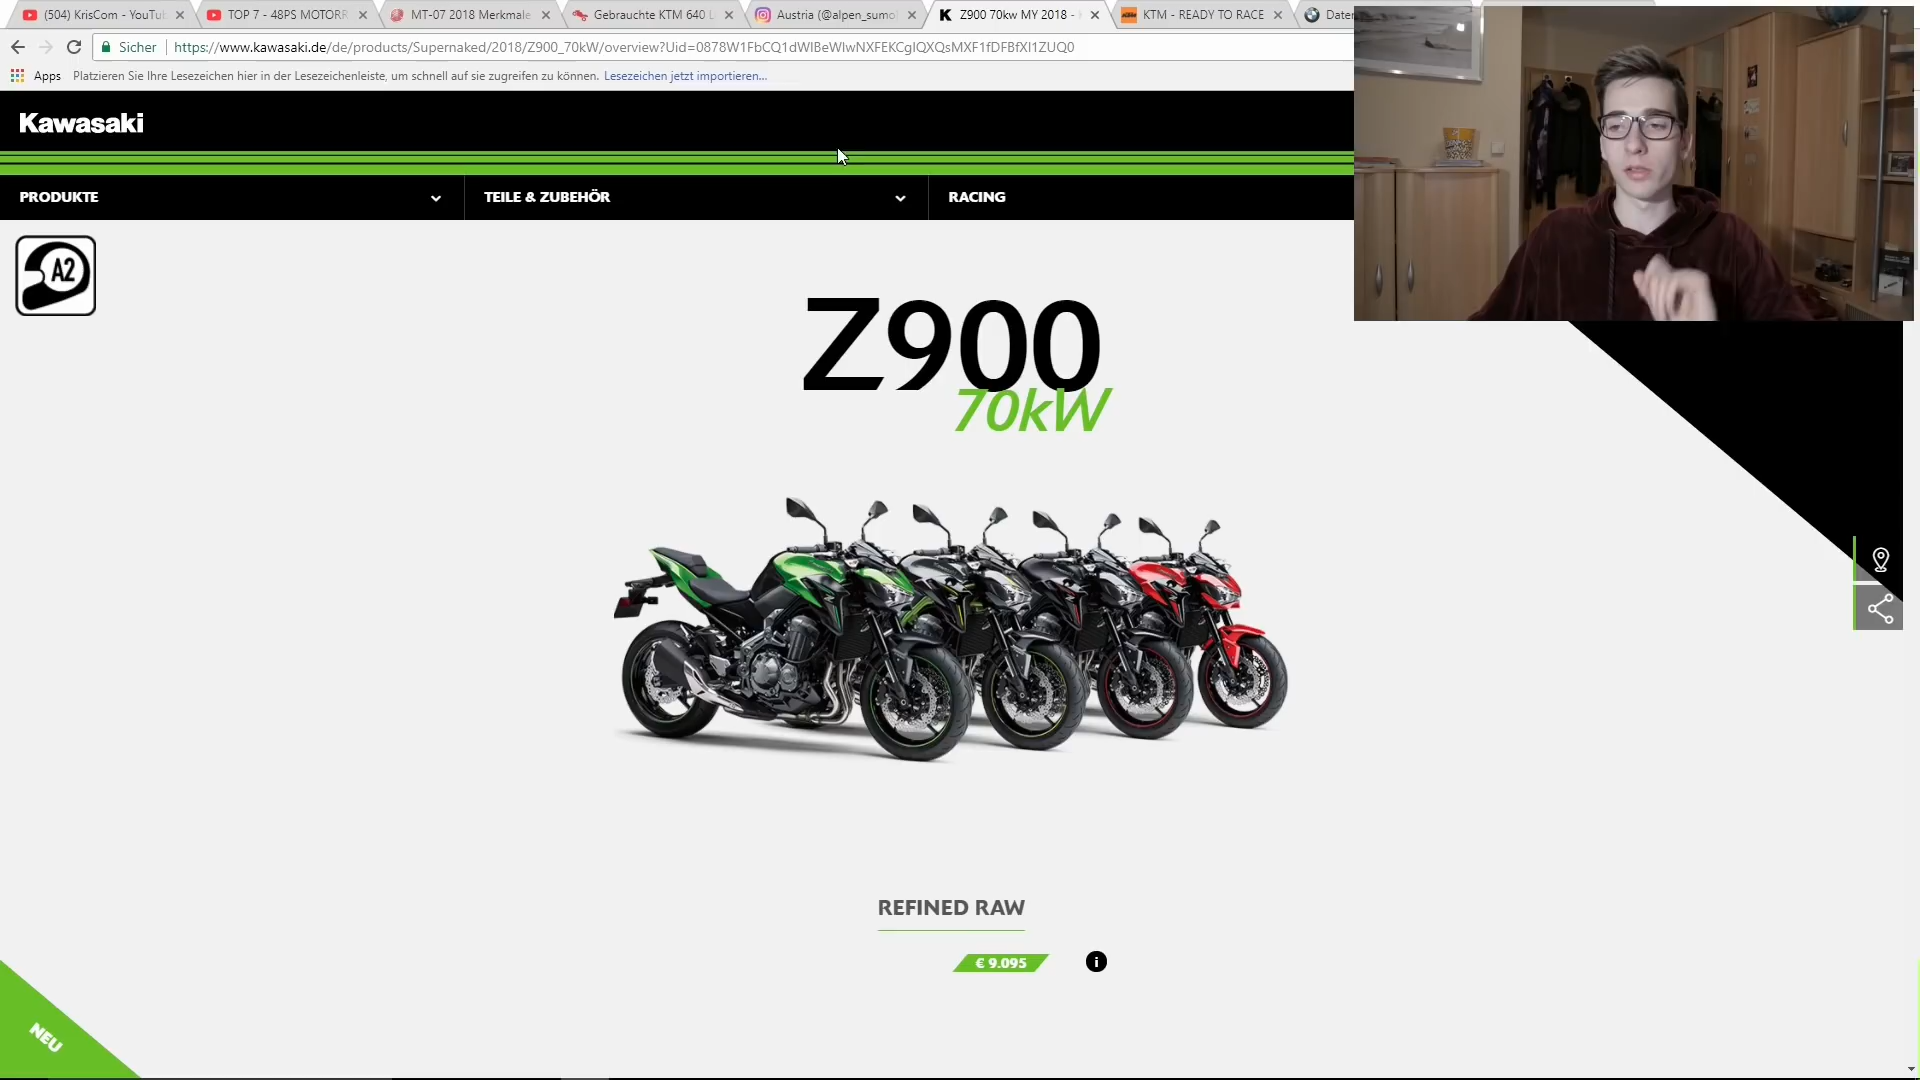 (504) KrisCom - YouTu
TOP 7 - 48PS MOTORR
MT-07 2018 Merkmale
Gebrauchte KTM 640 L
Austria (@alpen_sumo
Z900 70kw MY 2018 -
KTM - READY TO RACE
Daten
Sicher
https://www.kawasaki.de/de/products/Supernaked/2018/Z900_70kW/overview?Uid=0878W1FbCQ1dWlBeWlwNXFEKCglQXQsMXF1fDFBfXl1ZUQ0
Apps
Platzieren Sie Ihre Lesezeichen hier in der Lesezeichenleiste, um schnell auf sie zugreifen zu können. Lesezeichen jetzt importieren...
Kawasaki
PRODUKTE
TEILE & ZUBEHÖR
RACING
A2
Z900
70kW
REFINED RAW
€ 9.095
i
NEU